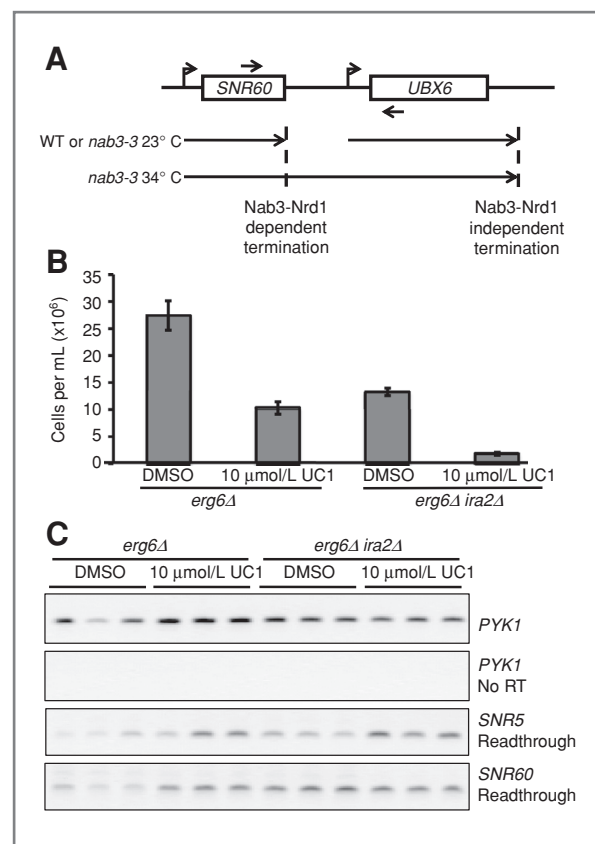 A
SNR60
UBX6
WT or nab3-3 23° C
nab3-3 34° C
Nab3-Nrd1
dependent
termination
Nab3-Nrd1
independent
termination
B
Cells per mL (x10⁶)
35
30
25
20
15
10
5
0
DMSO 10 μmol/L UC1 DMSO 10 μmol/L UC1
erg6Δ erg6Δ ira2Δ
C
erg6Δ erg6Δ ira2Δ
DMSO 10 μmol/L UC1 DMSO 10 μmol/L UC1
PYK1
PYK1
No RT
SNR5
Readthrough
SNR60
Readthrough